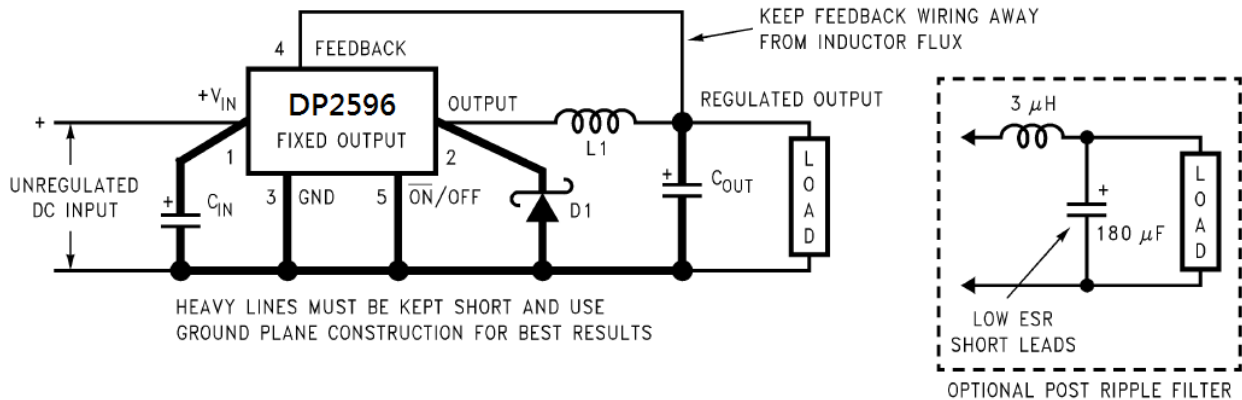 KEEP FEEDBACK WIRING AWAY
FROM INDUCTOR FLUX
4 FEEDBACK
+VIN
DP2596
FIXED OUTPUT
OUTPUT
REGULATED OUTPUT
+
1
2
L1
UNREGULATED
DC INPUT
+
CIN
3 GND
5 ON/OFF
D1
+
COUT
LOAD
HEAVY LINES MUST BE KEPT SHORT AND USE
GROUND PLANE CONSTRUCTION FOR BEST RESULTS
3 μH
+
180 μF
LOAD
LOW ESR
SHORT LEADS
OPTIONAL POST RIPPLE FILTER